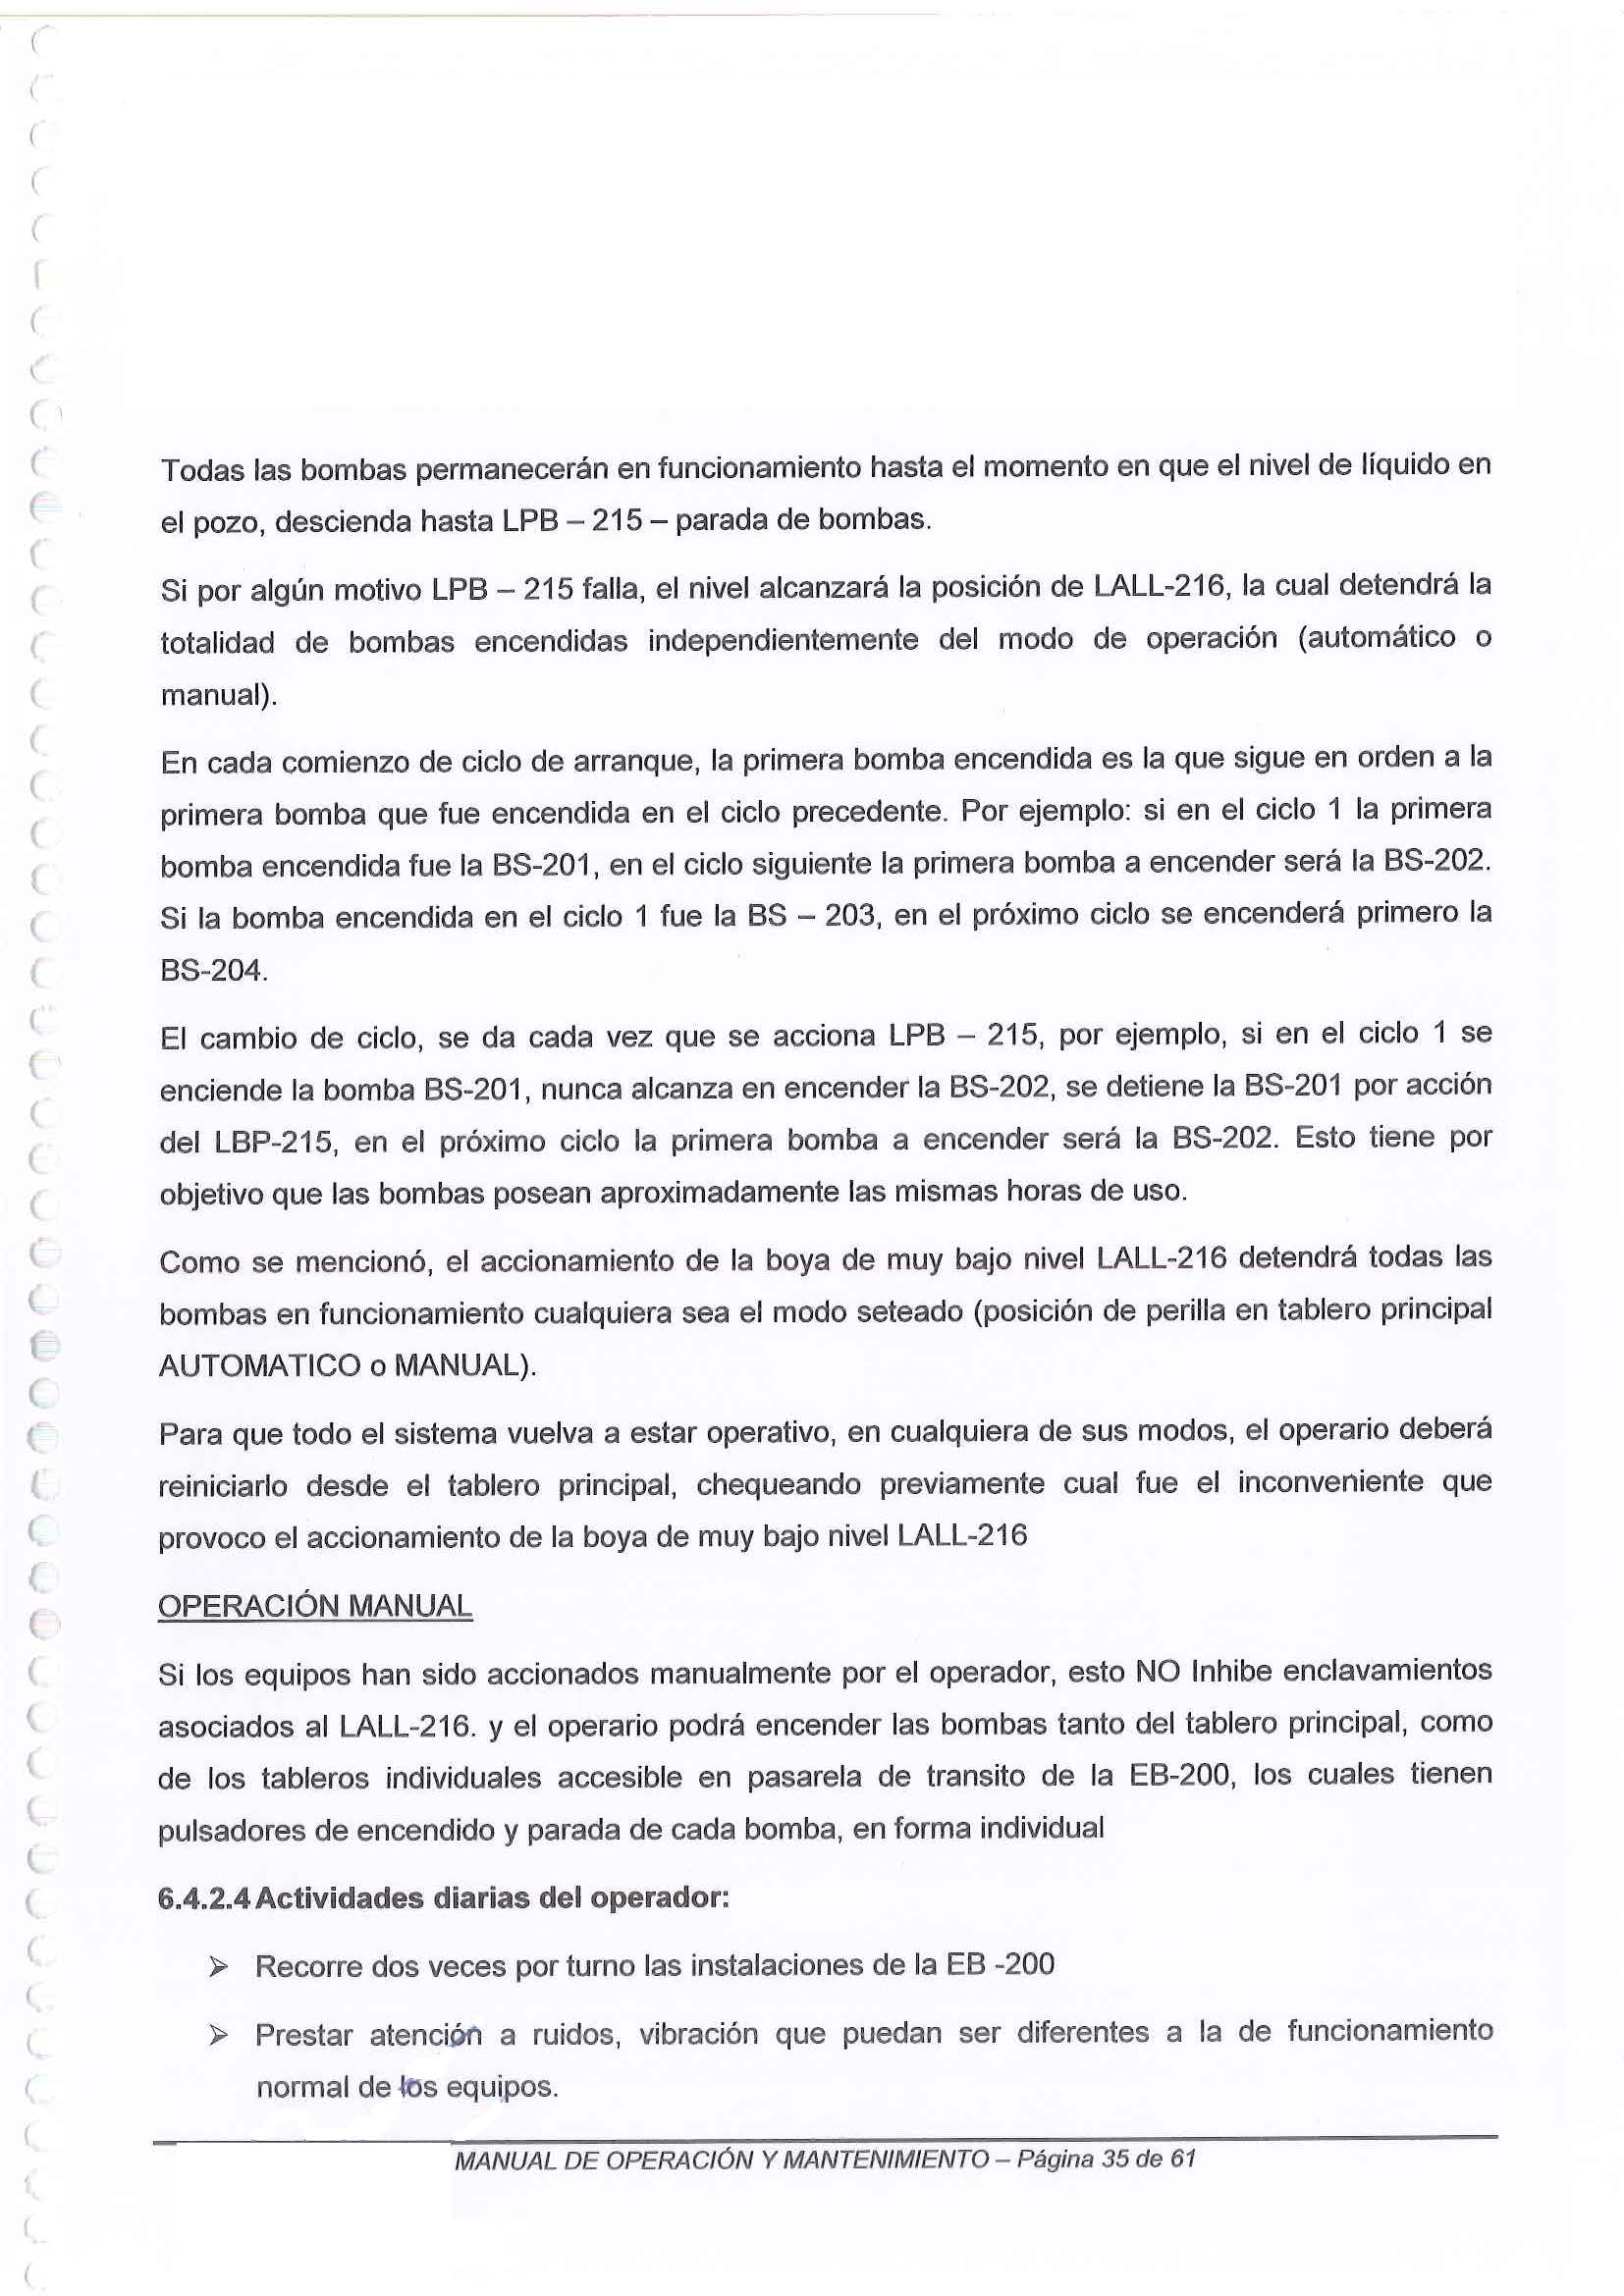 Todas las bombas permanecerán en funcionamiento hasta el momento en que el nivel de líquido en
el pozo, descienda hasta LPB – 215 – parada de bombas.
Si por algún motivo LPB – 215 falla, el nivel alcanzará la posición de LALL-216, la cual detendrá la
totalidad de bombas encendidas independientemente del modo de operación (automático o
manual).
En cada comienzo de ciclo de arranque, la primera bomba encendida es la que sigue en orden a la
primera bomba que fue encendida en el ciclo precedente. Por ejemplo: si en el ciclo 1 la primera
bomba encendida fue la BS-201, en el ciclo siguiente la primera bomba a encender será la BS-202.
Si la bomba encendida en el ciclo 1 fue la BS – 203, en el próximo ciclo se encenderá primero la
BS-204.
El cambio de ciclo, se da cada vez que se acciona LPB – 215, por ejemplo, si en el ciclo 1 se
enciende la bomba BS-201, nunca alcanza en encender la BS-202, se detiene la BS-201 por acción
del LBP-215, en el próximo ciclo la primera bomba a encender será la BS-202. Esto tiene por
objetivo que las bombas posean aproximadamente las mismas horas de uso.
Como se mencionó, el accionamiento de la boya de muy bajo nivel LALL-216 detendrá todas las
bombas en funcionamiento cualquiera sea el modo seteado (posición de perilla en tablero principal
AUTOMATICO o MANUAL).
Para que todo el sistema vuelva a estar operativo, en cualquiera de sus modos, el operario deberá
reiniciarlo desde el tablero principal, chequeando previamente cual fue el inconveniente que
provoco el accionamiento de la boya de muy bajo nivel LALL-216
OPERACIÓN MANUAL
Si los equipos han sido accionados manualmente por el operador, esto NO Inhibe enclavamientos
asociados al LALL-216. y el operario podrá encender las bombas tanto del tablero principal, como
de los tableros individuales accesible en pasarela de transito de la EB-200, los cuales tienen
pulsadores de encendido y parada de cada bomba, en forma individual
6.4.2.4 Actividades diarias del operador:
➢ Recorre dos veces por turno las instalaciones de la EB -200
➢ Prestar atención a ruidos, vibración que puedan ser diferentes a la de funcionamiento
normal de los equipos.
MANUAL DE OPERACIÓN Y MANTENIMIENTO – Página 35 de 61